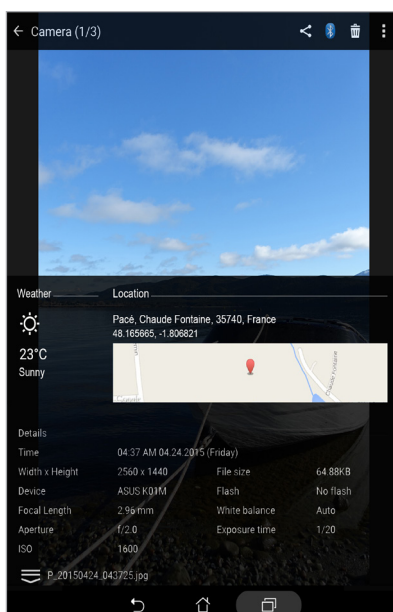 Camera (1/3)
Weather
Location
23°C
Sunny
Pacé, Chaude Fontaine, 35740, France
48.165665, -1.806821
Chaude Fontaine
Details
Time 04:37 AM 04.24.2015 (Friday)
Width x Height 2560 x 1440 File size 64.88KB
Device ASUS K01M Flash No flash
Focal Length 2.96 mm White balance Auto
Aperture f/2.0 Exposure time 1/20
ISO 1600
P_20150424_043725.jpg